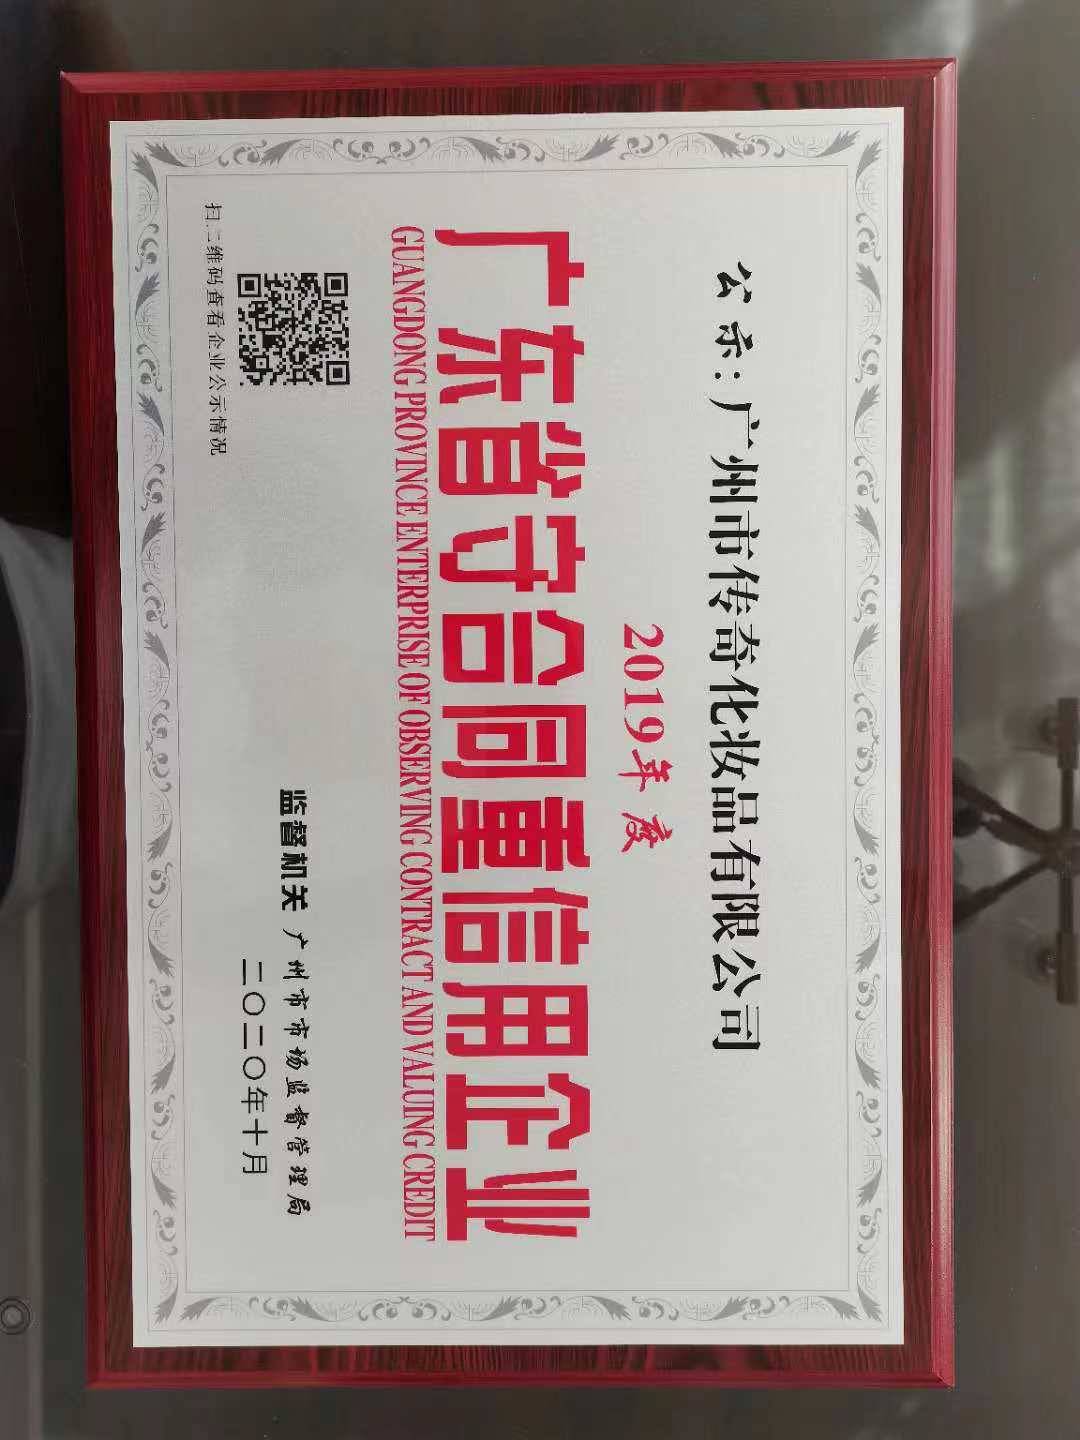 公示:广州市传奇化妆品有限公司
2019年度
广东省守合同重信用企业
GUANGDONG PROVINCE ENTERPRISE OF OBSERVING CONTRACT AND VALUING CREDIT
监督机关 广州市市场监督管理局
二〇二〇年十月
扫二维码查看企业公示情况